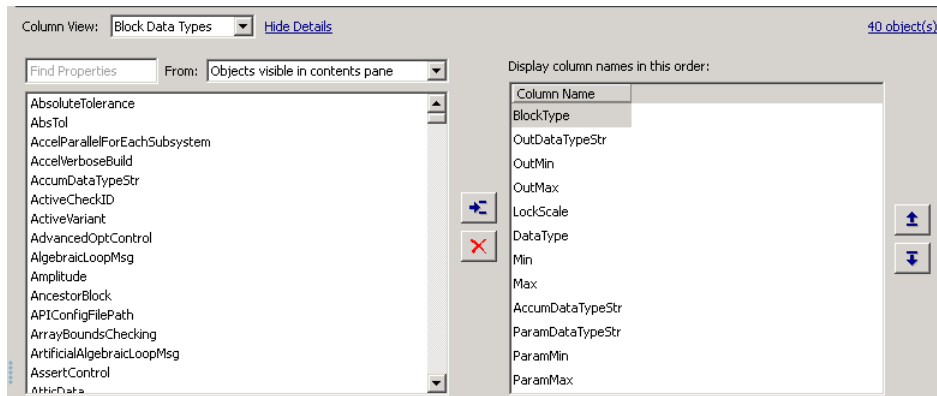 Column View: Block Data Types Hide Details 40 object(s)
Find Properties From: Objects visible in contents pane
AbsoluteTolerance
AbsTol
AccelParallelForEachSubsystem
AccelVerboseBuild
AccumDataTypeStr
ActiveCheckID
ActiveVariant
AdvancedOptControl
AlgebraicLoopMsg
Amplitude
AncestorBlock
APIConfigFilePath
ArrayBoundsChecking
ArtificialAlgebraicLoopMsg
AssertControl
AtticData
Display column names in this order:
Column Name
BlockType
OutDataTypeStr
OutMin
OutMax
LockScale
DataType
Min
Max
AccumDataTypeStr
ParamDataTypeStr
ParamMin
ParamMax